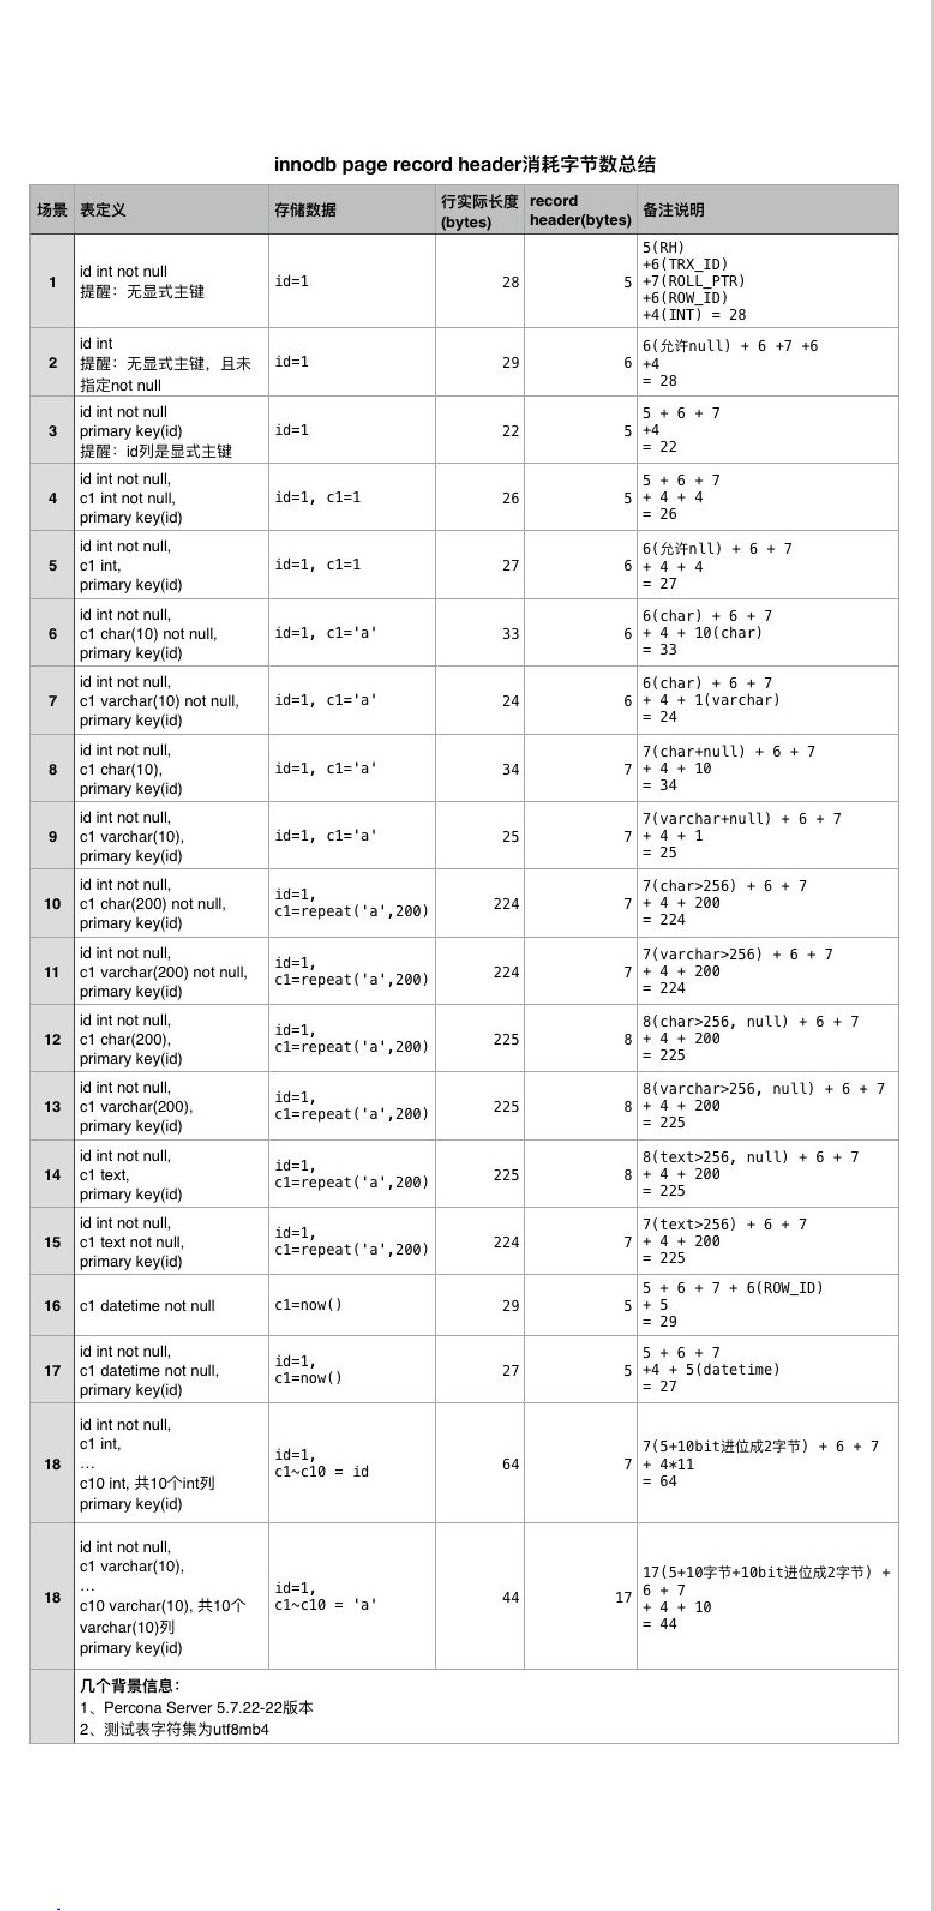 innodb page record header消耗字节数总结
场景 表定义 存储数据 行实际长度(bytes) record header(bytes) 备注说明
1
id int not null
提醒：无显式主键
id=1
28
5
5(RH)
+6(TRX_ID)
+7(ROLL_PTR)
+6(ROW_ID)
+4(INT) = 28
2
id int
提醒：无显式主键，且未
指定not null
id=1
29
6
6(允许null) + 6 +7 +6
+4
= 28
3
id int not null
primary key(id)
提醒：id列是显式主键
id=1
22
5
5 + 6 + 7
+4
= 22
4
id int not null,
c1 int not null,
primary key(id)
id=1, c1=1
26
5
5 + 6 + 7
+ 4 + 4
= 26
5
id int not null,
c1 int,
primary key(id)
id=1, c1=1
27
6
6(允许nll) + 6 + 7
+ 4 + 4
= 27
6
id int not null,
c1 char(10) not null,
primary key(id)
id=1, c1='a'
33
6
6(char) + 6 + 7
+ 4 + 10(char)
= 33
7
id int not null,
c1 varchar(10) not null,
primary key(id)
id=1, c1='a'
24
6
6(char) + 6 + 7
+ 4 + 1(varchar)
= 24
8
id int not null,
c1 char(10),
primary key(id)
id=1, c1='a'
34
7
7(char+null) + 6 + 7
+ 4 + 10
= 34
9
id int not null,
c1 varchar(10),
primary key(id)
id=1, c1='a'
25
7
7(varchar+null) + 6 + 7
+ 4 + 1
= 25
10
id int not null,
c1 char(200) not null,
primary key(id)
id=1,
c1=repeat('a',200)
224
7
7(char>256) + 6 + 7
+ 4 + 200
= 224
11
id int not null,
c1 varchar(200) not null,
primary key(id)
id=1,
c1=repeat('a',200)
224
7
7(varchar>256) + 6 + 7
+ 4 + 200
= 224
12
id int not null,
c1 char(200),
primary key(id)
id=1,
c1=repeat('a',200)
225
8
8(char>256, null) + 6 + 7
+ 4 + 200
= 225
13
id int not null,
c1 varchar(200),
primary key(id)
id=1,
c1=repeat('a',200)
225
8
8(varchar>256, null) + 6 + 7
+ 4 + 200
= 225
14
id int not null,
c1 text,
primary key(id)
id=1,
c1=repeat('a',200)
225
8
8(text>256, null) + 6 + 7
+ 4 + 200
= 225
15
id int not null,
c1 text not null,
primary key(id)
id=1,
c1=repeat('a',200)
224
7
7(text>256) + 6 + 7
+ 4 + 200
= 225
16
c1 datetime not null
c1=now()
29
5
5 + 6 + 7 + 6(ROW_ID)
+ 5
= 29
17
id int not null,
c1 datetime not null,
primary key(id)
id=1,
c1=now()
27
5
5 + 6 + 7
+4 + 5(datetime)
= 27
18
id int not null,
c1 int,
...
c10 int, 共10个int列
primary key(id)
id=1,
c1~c10 = id
64
7
7(5+10bit进位成2字节) + 6 + 7
+ 4*11
= 64
18
id int not null,
c1 varchar(10),
...
c10 varchar(10), 共10个
varchar(10)列
primary key(id)
id=1,
c1~c10 = 'a'
44
17
17(5+10字节+10bit进位成2字节) +
6 + 7
+ 4 + 10
= 44
几个背景信息：
1、Percona Server 5.7.22-22版本
2、测试表字符集为utf8mb4